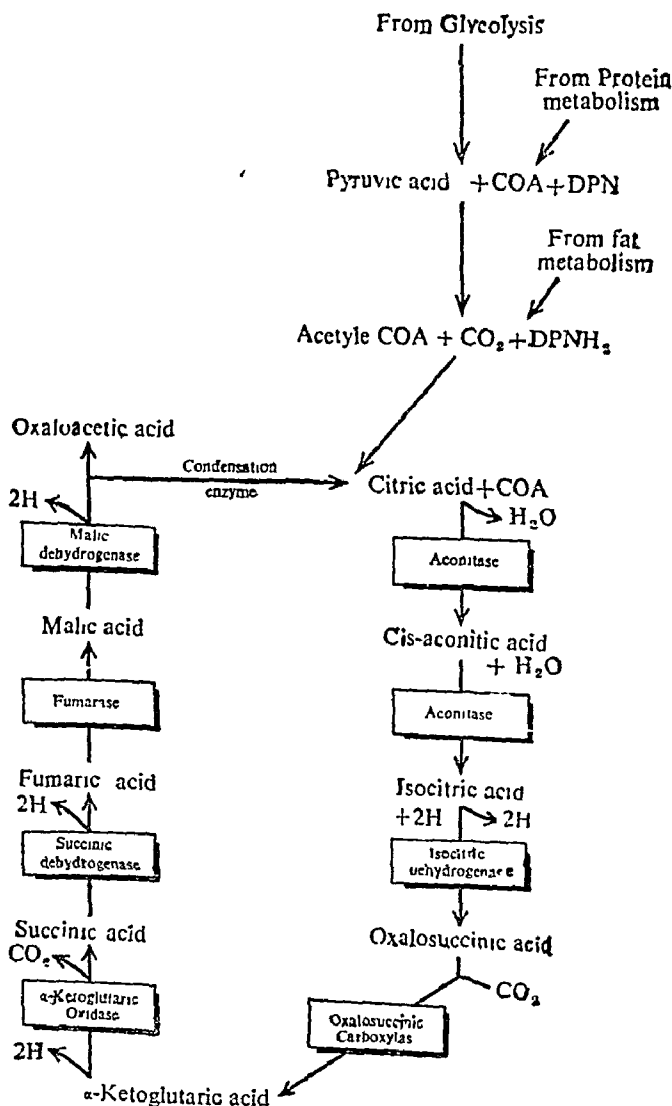 From Glycolysis
From Protein
metabolism
Pyruvic acid + COA + DPN
From fat
metabolism
Acetyle COA + CO₂ + DPNH₂
Oxaloacetic acid
Condensation
enzyme
Citric acid + COA
2H
H₂O
Malic
dehydrogenase
Aconitase
Malic acid
Cis-aconitic acid
+ H₂O
Fumarase
Aconitase
Fumaric acid
2H
Isocitric acid
+2H
2H
Succinic
dehydrogenase
Isocitric
dehydrogenase
Succinic acid
CO₂
Oxalosuccinic acid
CO₂
α-Ketoglutaric
Oxidase
Oxalosuccinic
Carboxylas
2H
α-Ketoglutaric acid